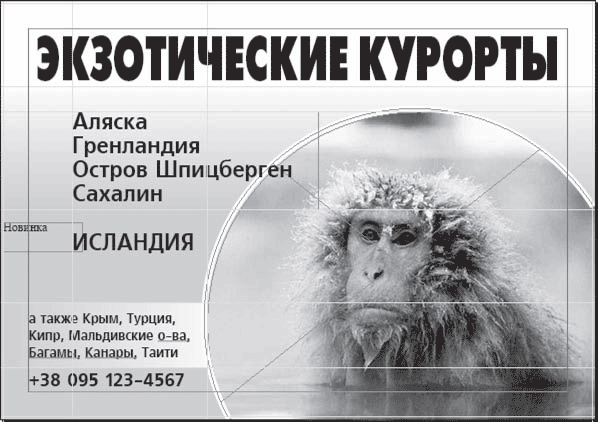 ЭКЗОТИЧЕСКИЕ КУРОРТЫ
Аляска
Гренландия
Остров Шпицберген
Сахалин
Новинка
ИСЛАНДИЯ
а также Крым, Турция,
Кипр, Мальдивские о-ва,
Багамы, Канары, Таити
+38 095 123-4567